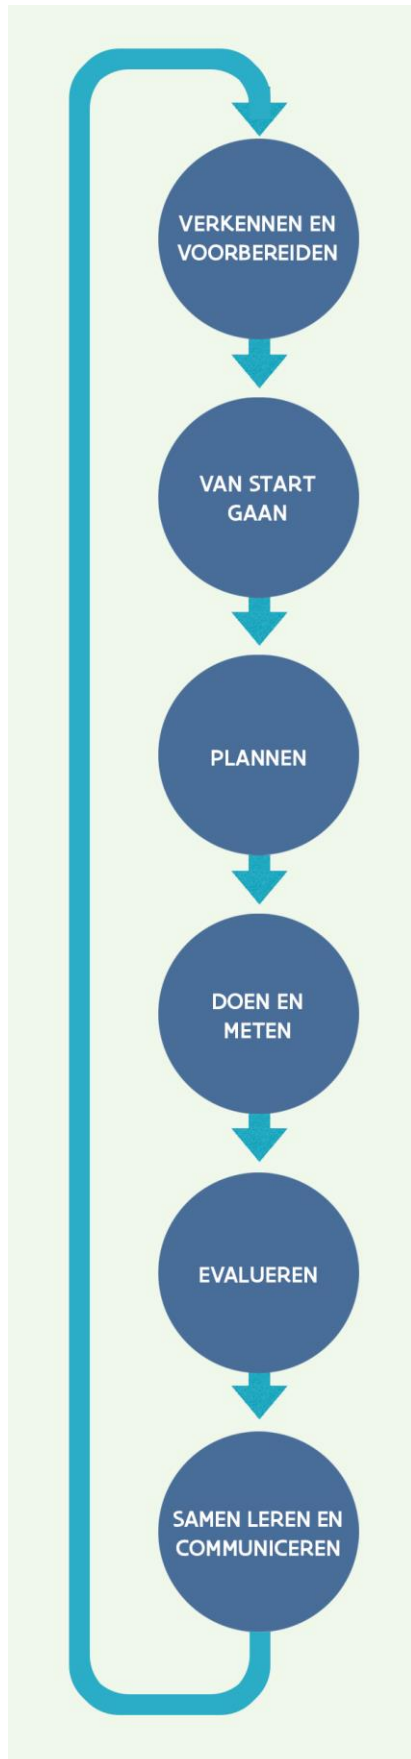 VERKENNEN EN
VOORBEREIDEN
VAN START
GAAN
PLANNEN
DOEN EN
METEN
EVALUEREN
SAMEN LEREN EN
COMMUNICEREN